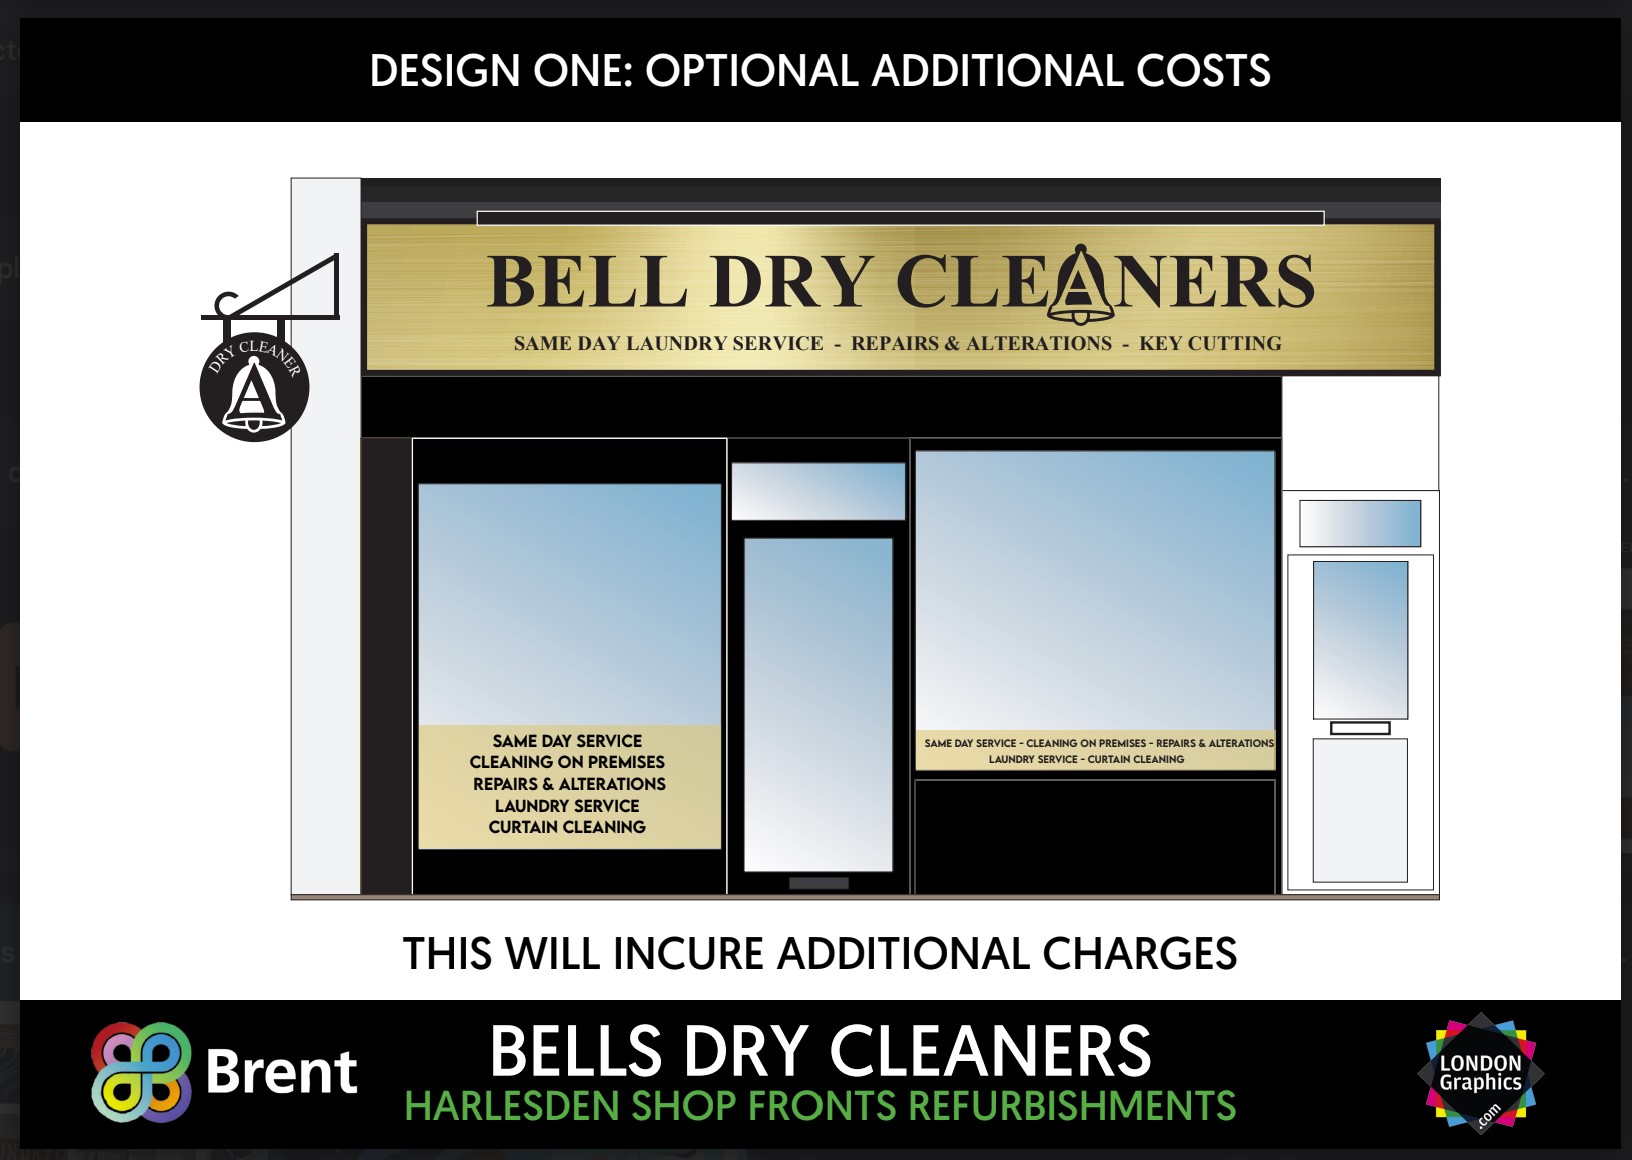 DESIGN ONE: OPTIONAL ADDITIONAL COSTS
BELL DRY CLEANERS
SAME DAY LAUNDRY SERVICE - REPAIRS & ALTERATIONS - KEY CUTTING
DRY CLEANER
A
SAME DAY SERVICE
CLEANING ON PREMISES
REPAIRS & ALTERATIONS
LAUNDRY SERVICE
CURTAIN CLEANING
SAME DAY SERVICE - CLEANING ON PREMISES - REPAIRS & ALTERATIONS
LAUNDRY SERVICE - CURTAIN CLEANING
THIS WILL INCURE ADDITIONAL CHARGES
Brent
BELLS DRY CLEANERS
HARLESDEN SHOP FRONTS REFURBISHMENTS
LONDON
Graphics
.com